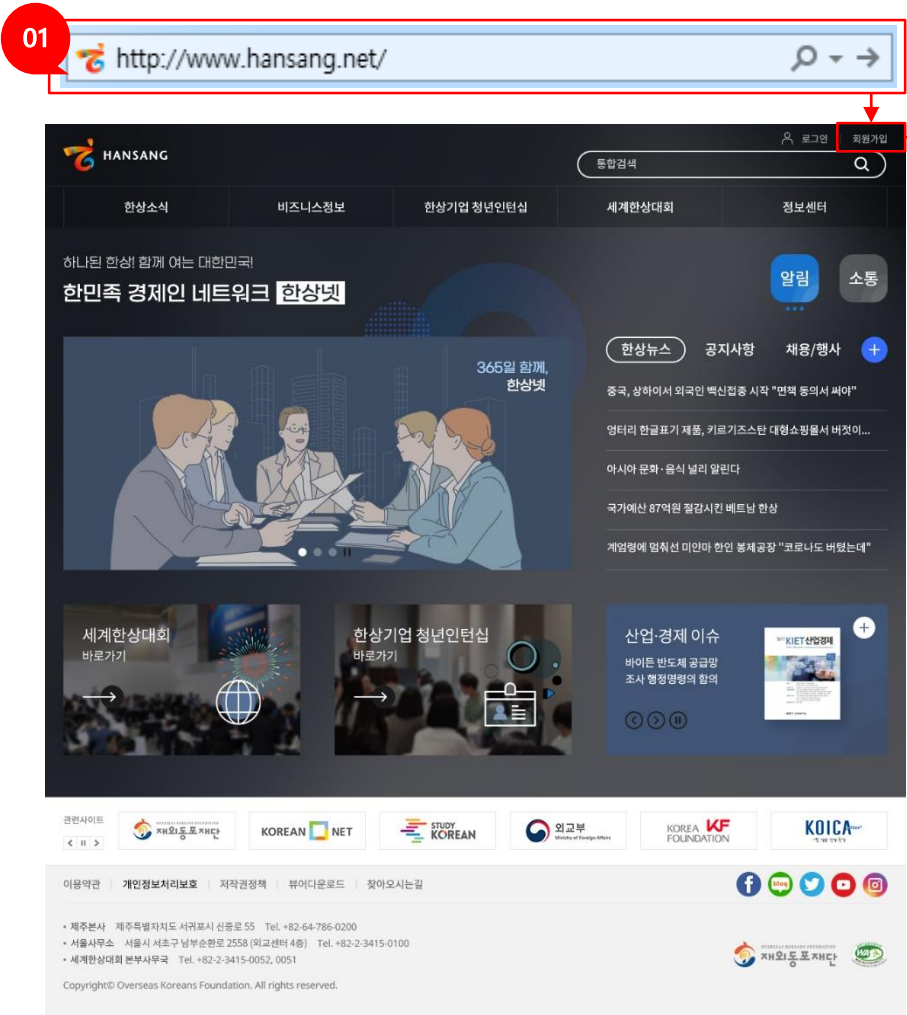 01
http://www.hansang.net/
HANSANG
로그인 회원가입
통합검색
한상소식 비즈니스정보 한상기업 청년인턴십 세계한상대회 정보센터
하나된 한상! 함께 여는 대한민국!
한민족 경제인 네트워크 한상넷
알림 소통
365일 함께,
한상넷
한상뉴스 공지사항 채용/행사
중국, 상하이서 외국인 백신접종 시작 "면책 동의서 써야"
엉터리 한글표기 제품, 키르기즈스탄 대형쇼핑몰서 버젓이...
아시아 문화·음식 널리 알린다
국가예산 87억원 절감시킨 베트남 한상
계엄령에 멈춰선 미얀마 한인 봉제공장 "코로나도 버텼는데"
세계한상대회
바로가기
한상기업 청년인턴십
바로가기
산업·경제 이슈
바이든 반도체 공급망
조사 행정명령의 함의
KIET 산업경제
관련사이트
재외동포재단
KOREAN NET
STUDY KOREAN
외교부
Ministry of Foreign Affairs
KOREA KF
FOUNDATION
KOICA
이용약관 개인정보처리보호 저작권정책 뷰어다운로드 찾아오시는길
blog
• 제주본사 제주특별자치도 서귀포시 신중로 55 Tel. +82-64-786-0200
• 서울사무소 서울시 서초구 남부순환로 2558 (외교센터 4층) Tel. +82-2-3415-0100
• 세계한상대회 본부사무국 Tel. +82-2-3415-0052, 0051
OVERSEAS KOREANS FOUNDATION
재외동포재단
WA
Copyright© Overseas Koreans Foundation. All rights reserved.